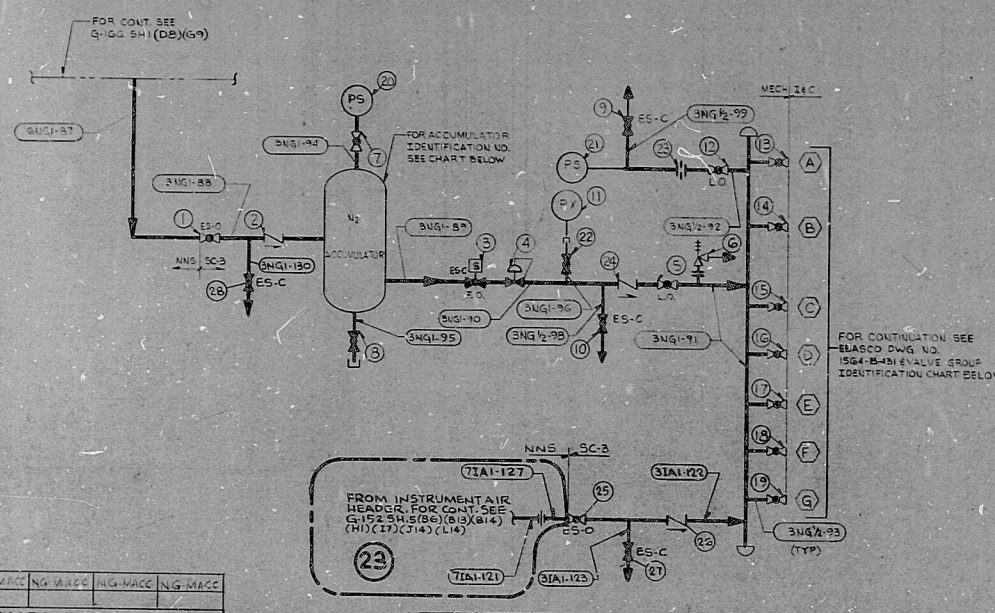 FOR CONT. SEE
G-166 SH1 (D8)(G9)
20
PS
7
3NG1-94
FOR ACCUMULATOR
IDENTIFICATION NO.
SEE CHART BELOW
6NG1-87
3NG1-88
1
ES-O
2
NNS
SC-3
3NG1-130
28
ES-C
N2
ACCUMULATOR
3NG1-89
3
4
ES-C
S
F.O.
3NG1-90
3NG1-95
8
9
ES-C
3NG½-99
21
PS
23
12
L.O.
11
22
3NG½-92
6
24
5
L.O.
3NG1-96
3NG½-98
ES-C
10
3NG1-91
MECH
I&C
13
A
14
B
15
C
16
D
17
E
18
F
19
G
3NG½-93
(TYP)
FOR CONTINUATION SEE
EBASCO DWG. NO.
1564-B-431 & VALVE GROUP
IDENTIFICATION CHART BELOW
NNS
SC-3
7IA1-127
25
3IA1-122
FROM INSTRUMENT AIR
HEADER. FOR CONT. SEE
G-152 SH.5(B6)(B13)(B14)
(H1)(I7)(J14)(L14)
ES-O
23
26
ES-C
7IA1-121
3IA1-123
27
MACC
NG-MACC
NG-MACC
NG-MACC